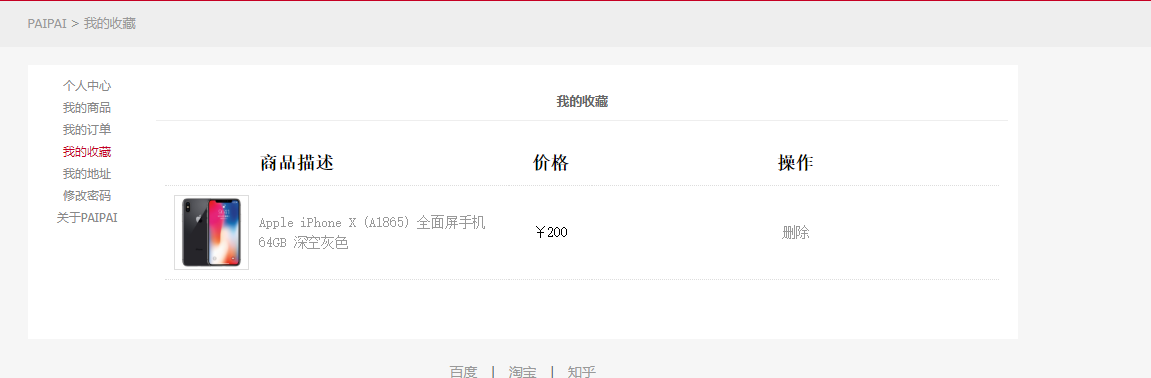 PAIPAI > 我的收藏
个人中心
我的商品
我的订单
我的收藏
我的地址
修改密码
关于PAIPAI
我的收藏
商品描述 价格 操作
Apple iPhone X (A1865) 全面屏手机
64GB 深空灰色
￥200
删除
百度 | 淘宝 | 知乎